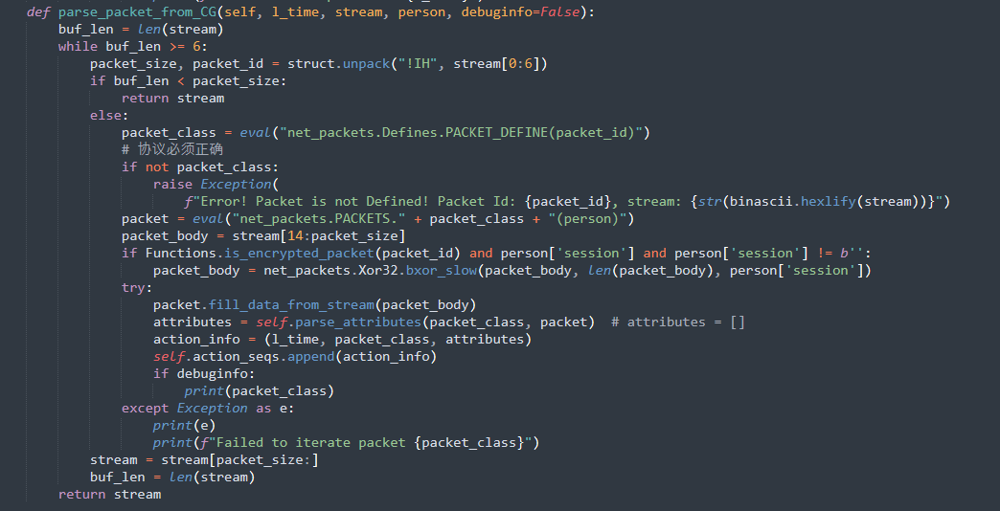 def parse_packet_from_CG(self, l_time, stream, person, debuginfo=False):
    buf_len = len(stream)
    while buf_len >= 6:
        packet_size, packet_id = struct.unpack("!IH", stream[0:6])
        if buf_len < packet_size:
            return stream
        else:
            packet_class = eval("net_packets.Defines.PACKET_DEFINE(packet_id)")
            # 协议必须正确
            if not packet_class:
                raise Exception(
                    f"Error! Packet is not Defined! Packet Id: {packet_id}, stream: {str(binascii.hexlify(stream))}")
            packet = eval("net_packets.PACKETS." + packet_class + "(person)")
            packet_body = stream[14:packet_size]
            if Functions.is_encrypted_packet(packet_id) and person['session'] and person['session'] != b'':
                packet_body = net_packets.Xor32.bxor_slow(packet_body, len(packet_body), person['session'])
            try:
                packet.fill_data_from_stream(packet_body)
                attributes = self.parse_attributes(packet_class, packet)  # attributes = []
                action_info = (l_time, packet_class, attributes)
                self.action_seqs.append(action_info)
                if debuginfo:
                    print(packet_class)
            except Exception as e:
                print(e)
                print(f"Failed to iterate packet {packet_class}")
        stream = stream[packet_size:]
        buf_len = len(stream)
    return stream